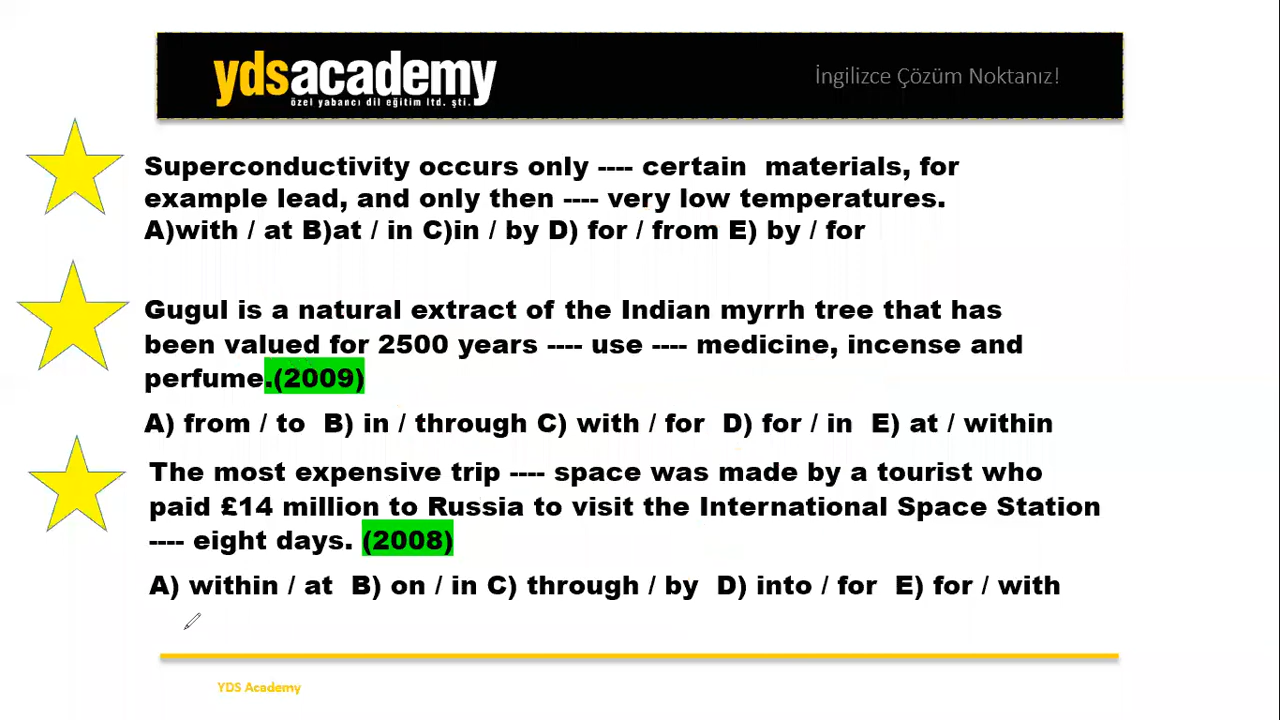 ydsacademy
özel yabancı dil eğitim ltd. şti.
İngilizce Çözüm Noktanız!
Superconductivity occurs only ---- certain materials, for
example lead, and only then ---- very low temperatures.
A)with / at B)at / in C)in / by D) for / from E) by / for
Gugul is a natural extract of the Indian myrrh tree that has
been valued for 2500 years ---- use ---- medicine, incense and
perfume.(2009)
A) from / to B) in / through C) with / for D) for / in E) at / within
The most expensive trip ---- space was made by a tourist who
paid £14 million to Russia to visit the International Space Station
---- eight days. (2008)
A) within / at B) on / in C) through / by D) into / for E) for / with
YDS Academy